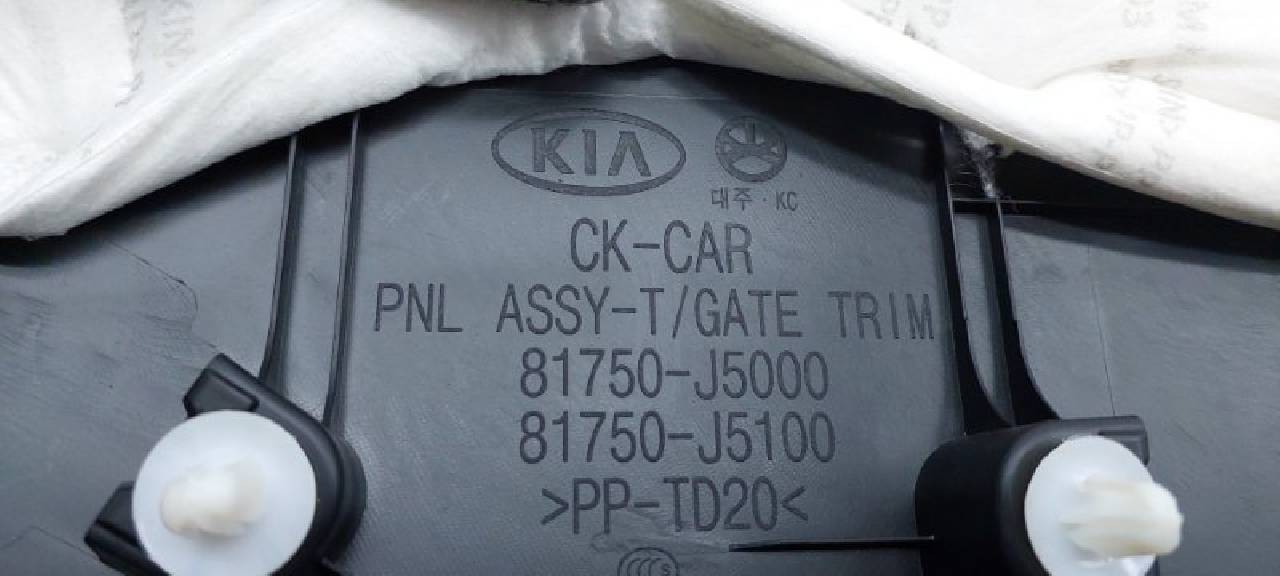 KIA
대주·KC
CK-CAR
PNL ASSY-T/GATE TRIM
81750-J5000
81750-J5100
>PP-TD20<